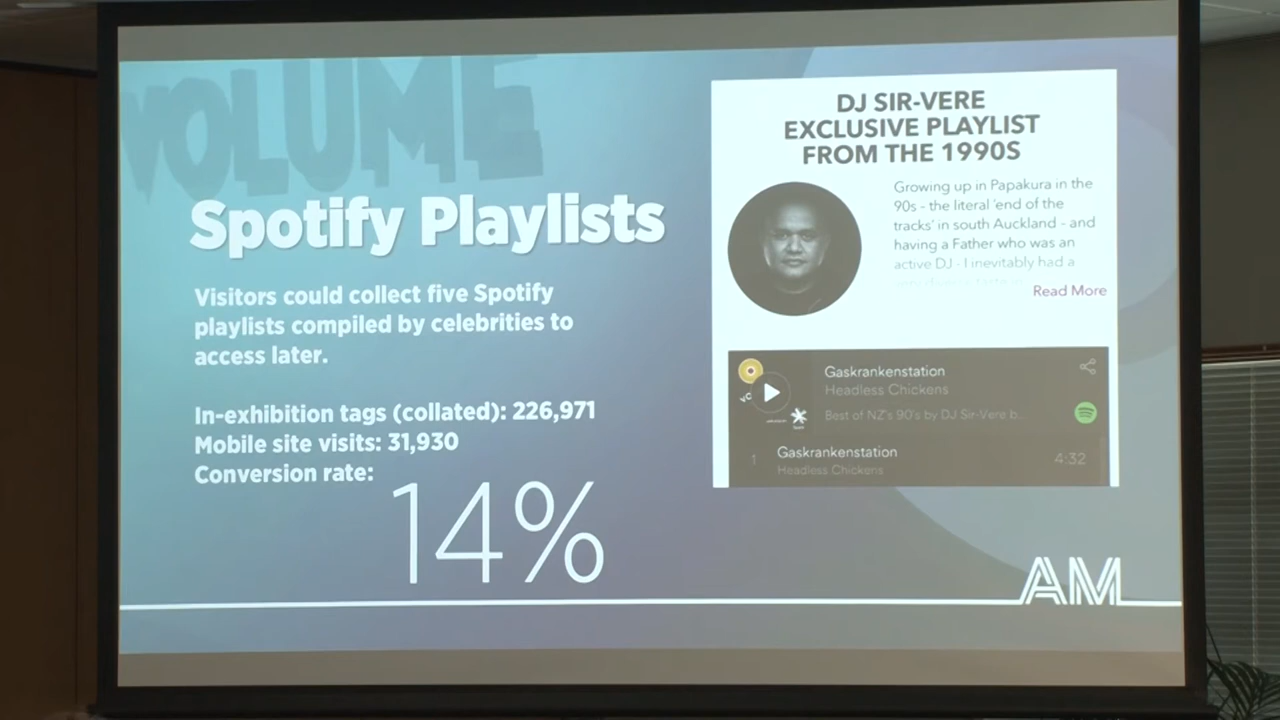 VOLUME
Spotify Playlists
Visitors could collect five Spotify
playlists compiled by celebrities to
access later.
In-exhibition tags (collated): 226,971
Mobile site visits: 31,930
Conversion rate:
14%
DJ SIR-VERE
EXCLUSIVE PLAYLIST
FROM THE 1990S
Growing up in Papakura in the
90s - the literal 'end of the
tracks' in south Auckland - and
having a Father who was an
active DJ - I inevitably had a
Read More
Gaskrankenstation
Headless Chickens
Best of NZ's 90's by DJ Sir-Vere b..
1 Gaskrankenstation 4:32
Headless Chickens
AM